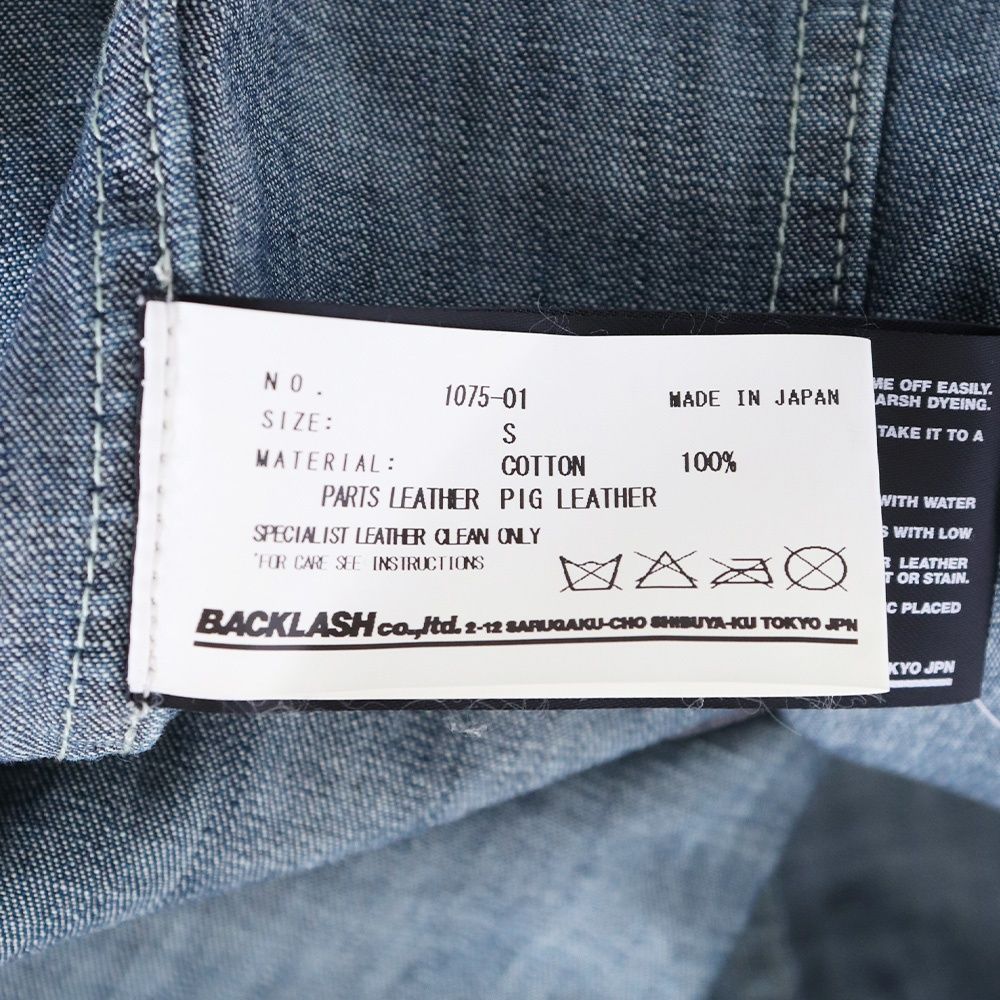 NO. 1075-01 MADE IN JAPAN
SIZE: S
MATERIAL: COTTON 100%
PARTS LEATHER PIG LEATHER
SPECIALIST LEATHER CLEAN ONLY
*FOR CARE SEE INSTRUCTIONS
BACKLASH co.,ltd. 2-12 SARUGAKU-CHO SHIBUYA-KU TOKYO JPN
ME OFF EASILY.
ARSH DYEING.
TAKE IT TO A
WITH WATER
S WITH LOW
R LEATHER
T OR STAIN.
C PLACED
KYO JPN